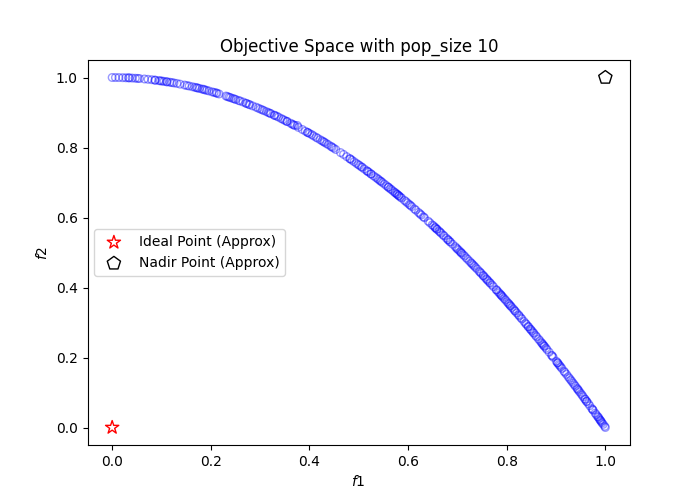 Objective Space with pop_size 10
1.0
0.8
0.6
0.4
0.2
0.0
f2
Ideal Point (Approx)
Nadir Point (Approx)
0.0 0.2 0.4 0.6 0.8 1.0
f1